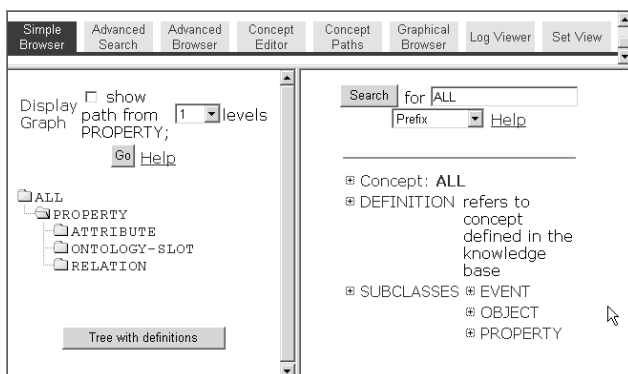 Simple Browser
Advanced Search
Advanced Browser
Concept Editor
Concept Paths
Graphical Browser
Log Viewer
Set View
Display Graph
show path from PROPERTY;
1
levels
Go Help
ALL
PROPERTY
ATTRIBUTE
ONTOLOGY-SLOT
RELATION
Tree with definitions
Search for ALL
Prefix Help
Concept: ALL
DEFINITION refers to
concept
defined in the
knowledge
base
SUBCLASSES EVENT
OBJECT
PROPERTY